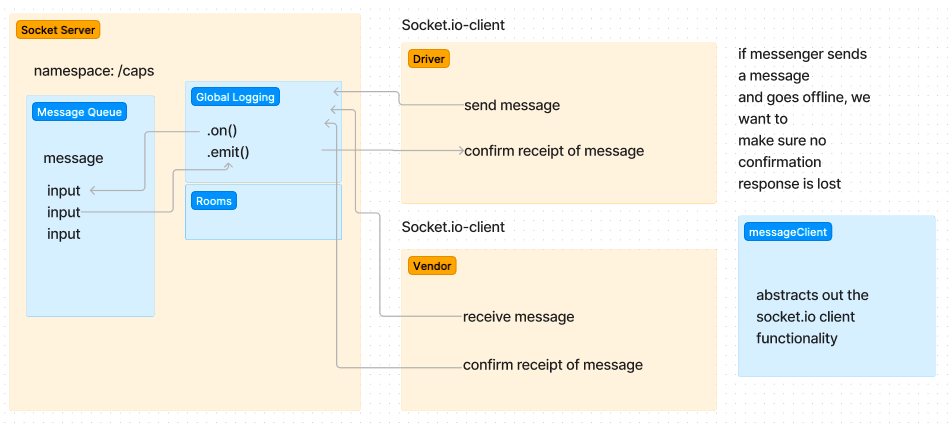 Socket Server
namespace: /caps
Message Queue
message
input
input
input
Global Logging
.on()
.emit()
Rooms
Socket.io-client
Driver
send message
confirm receipt of message
Socket.io-client
Vendor
receive message
confirm receipt of message
if messenger sends
a message
and goes offline, we
want to
make sure no
confirmation
response is lost
messageClient
abstracts out the
socket.io client
functionality